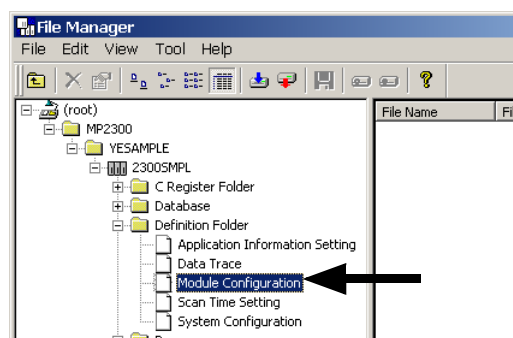 File Manager
File Edit View Tool Help
(root)
File Name
MP2300
YESAMPLE
2300SMPL
C Register Folder
Database
Definition Folder
Application Information Setting
Data Trace
Module Configuration
Scan Time Setting
System Configuration